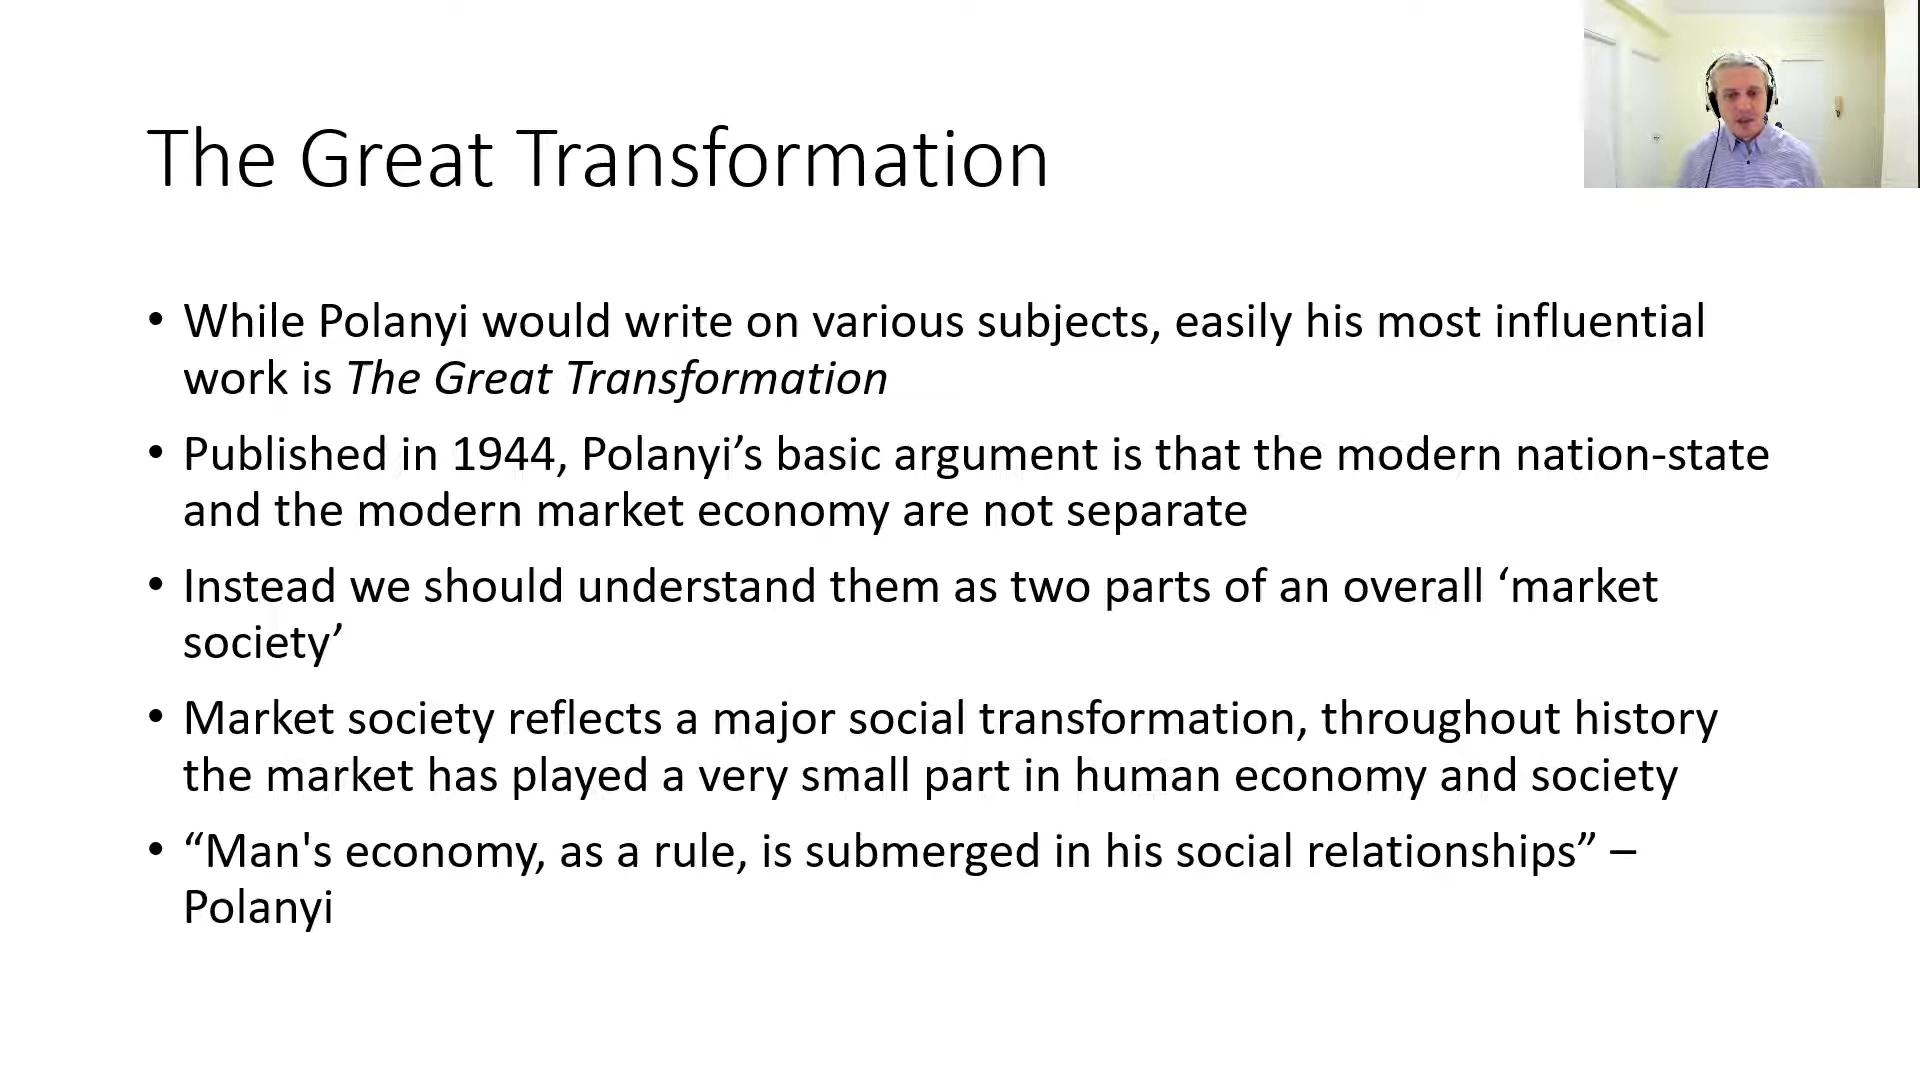 The Great Transformation
• While Polanyi would write on various subjects, easily his most influential
work is The Great Transformation
• Published in 1944, Polanyi’s basic argument is that the modern nation-state
and the modern market economy are not separate
• Instead we should understand them as two parts of an overall ‘market
society’
• Market society reflects a major social transformation, throughout history
the market has played a very small part in human economy and society
• “Man's economy, as a rule, is submerged in his social relationships” –
Polanyi